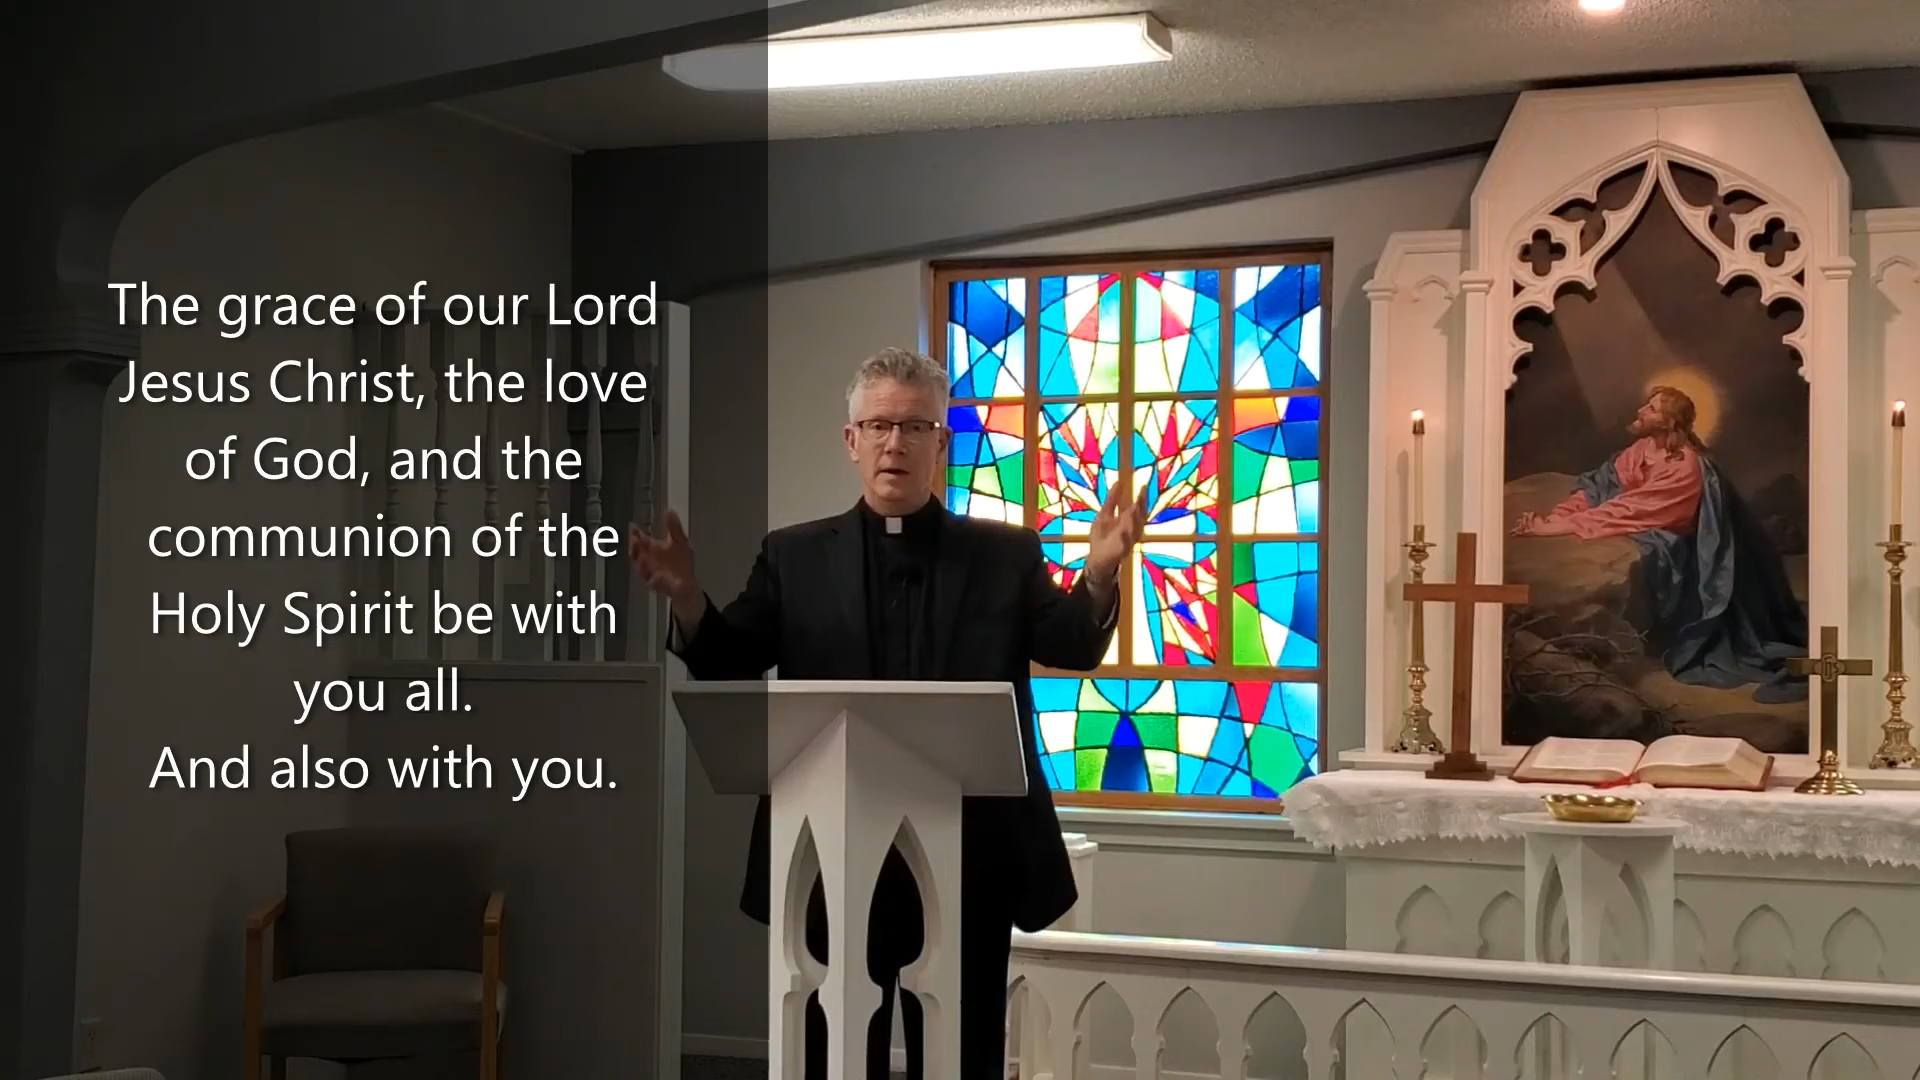 The grace of our Lord
Jesus Christ, the love
of God, and the
communion of the
Holy Spirit be with
you all.
And also with you.